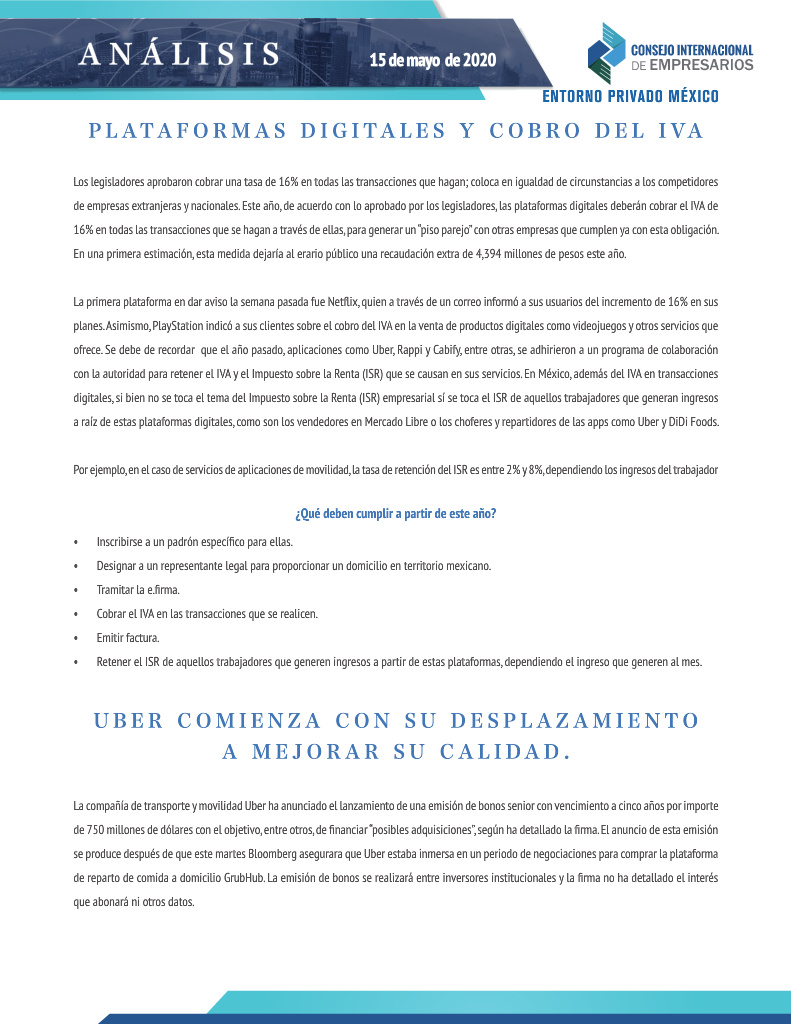 ANÁLISIS
15 de mayo de 2020
CONSEJO INTERNACIONAL
DE EMPRESARIOS
ENTORNO PRIVADO MÉXICO
PLATAFORMAS DIGITALES Y COBRO DEL IVA
Los legisladores aprobaron cobrar una tasa de 16% en todas las transacciones que hagan; coloca en igualdad de circunstancias a los competidores
de empresas extranjeras y nacionales. Este año, de acuerdo con lo aprobado por los legisladores, las plataformas digitales deberán cobrar el IVA de
16% en todas las transacciones que se hagan a través de ellas, para generar un “piso parejo” con otras empresas que cumplen ya con esta obligación.
En una primera estimación, esta medida dejaría al erario público una recaudación extra de 4,394 millones de pesos este año.
La primera plataforma en dar aviso la semana pasada fue Netflix, quien a través de un correo informó a sus usuarios del incremento de 16% en sus
planes. Asimismo, PlayStation indicó a sus clientes sobre el cobro del IVA en la venta de productos digitales como videojuegos y otros servicios que
ofrece. Se debe de recordar que el año pasado, aplicaciones como Uber, Rappi y Cabify, entre otras, se adhirieron a un programa de colaboración
con la autoridad para retener el IVA y el Impuesto sobre la Renta (ISR) que se causan en sus servicios. En México, además del IVA en transacciones
digitales, si bien no se toca el tema del Impuesto sobre la Renta (ISR) empresarial sí se toca el ISR de aquellos trabajadores que generan ingresos
a raíz de estas plataformas digitales, como son los vendedores en Mercado Libre o los choferes y repartidores de las apps como Uber y DiDi Foods.
Por ejemplo, en el caso de servicios de aplicaciones de movilidad, la tasa de retención del ISR es entre 2% y 8%, dependiendo los ingresos del trabajador
¿Qué deben cumplir a partir de este año?
• Inscribirse a un padrón específico para ellas.
• Designar a un representante legal para proporcionar un domicilio en territorio mexicano.
• Tramitar la e.firma.
• Cobrar el IVA en las transacciones que se realicen.
• Emitir factura.
• Retener el ISR de aquellos trabajadores que generen ingresos a partir de estas plataformas, dependiendo el ingreso que generen al mes.
UBER COMIENZA CON SU DESPLAZAMIENTO
A MEJORAR SU CALIDAD.
La compañía de transporte y movilidad Uber ha anunciado el lanzamiento de una emisión de bonos senior con vencimiento a cinco años por importe
de 750 millones de dólares con el objetivo, entre otros, de financiar “posibles adquisiciones”, según ha detallado la firma. El anuncio de esta emisión
se produce después de que este martes Bloomberg asegurara que Uber estaba inmersa en un periodo de negociaciones para comprar la plataforma
de reparto de comida a domicilio GrubHub. La emisión de bonos se realizará entre inversores institucionales y la firma no ha detallado el interés
que abonará ni otros datos.